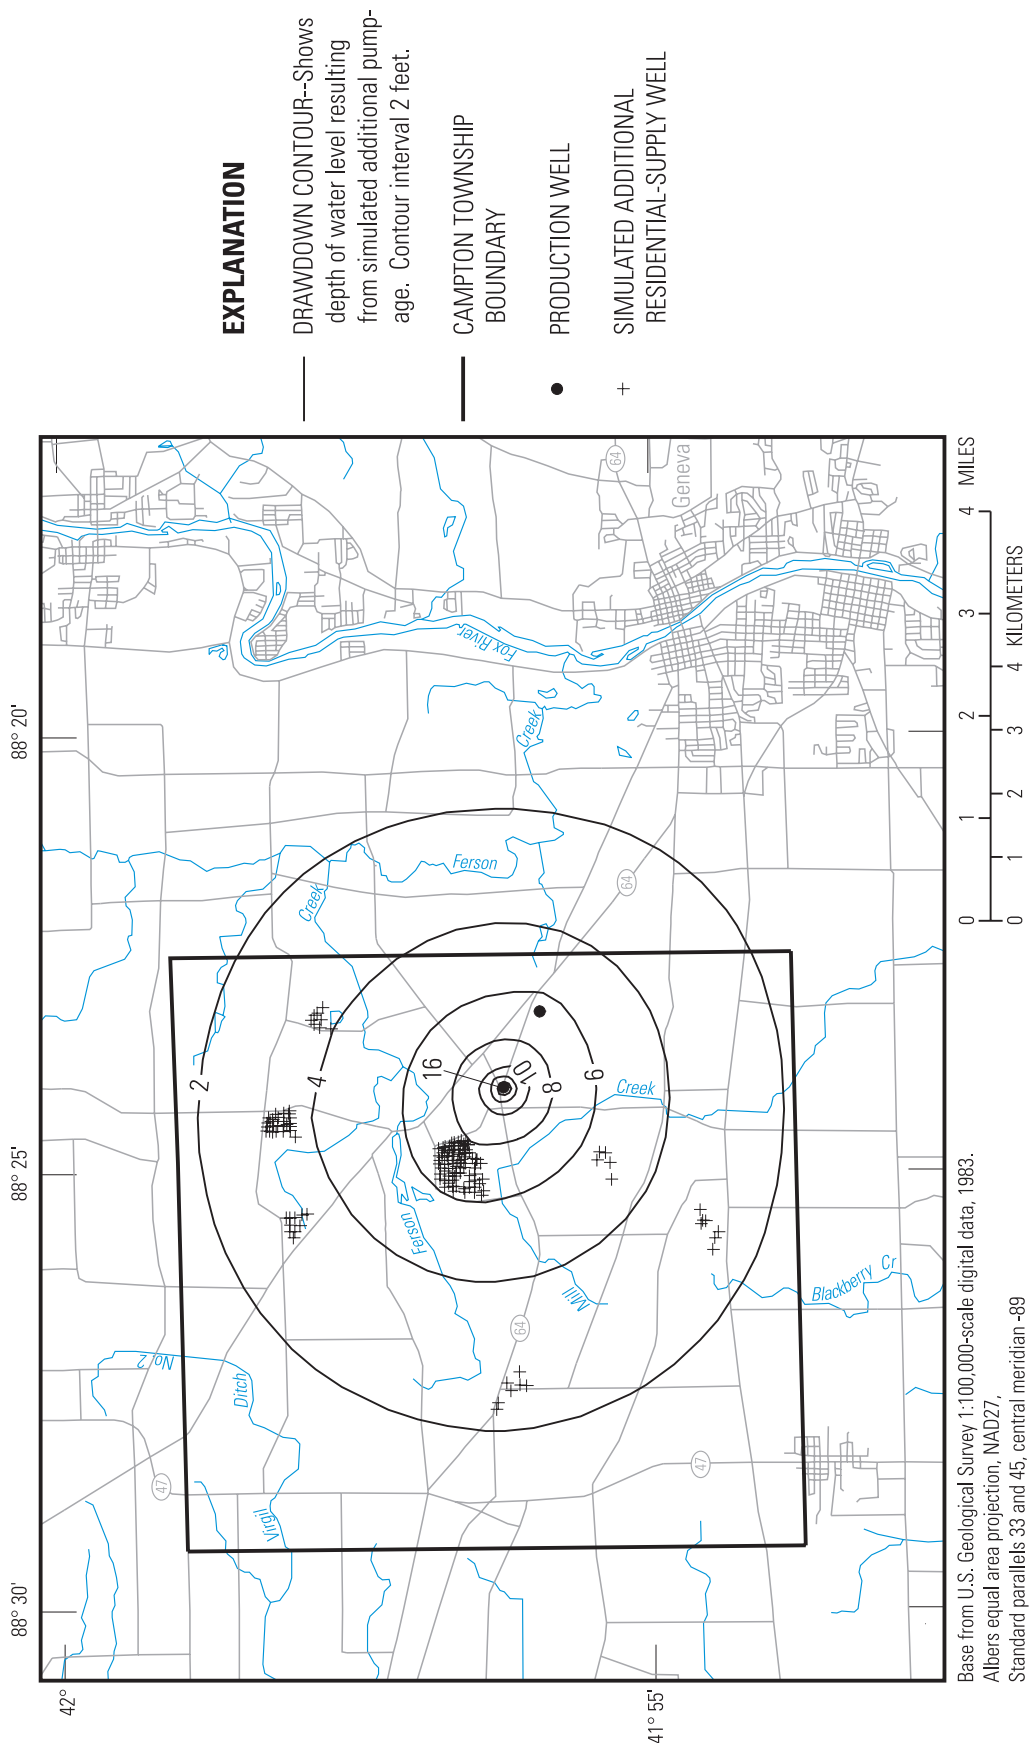 88° 30'
88° 25'
88° 20'
42°
41° 55'
Virgil
Ditch
No. 2
47
47
64
64
64
Ferson
Creek
Ferson
Creek
Mill
Creek
Blackberry Cr
Fox River
Geneva
2
4
6
8
10
16
EXPLANATION
DRAWDOWN CONTOUR--Shows
depth of water level resulting
from simulated additional pump-
age. Contour interval 2 feet.
CAMPTON TOWNSHIP
BOUNDARY
PRODUCTION WELL
SIMULATED ADDITIONAL
RESIDENTIAL-SUPPLY WELL
Base from U.S. Geological Survey 1:100,000-scale digital data, 1983.
Albers equal area projection, NAD27,
Standard parallels 33 and 45, central meridian -89
0 1 2 3 4 MILES
0 1 2 3 4 KILOMETERS